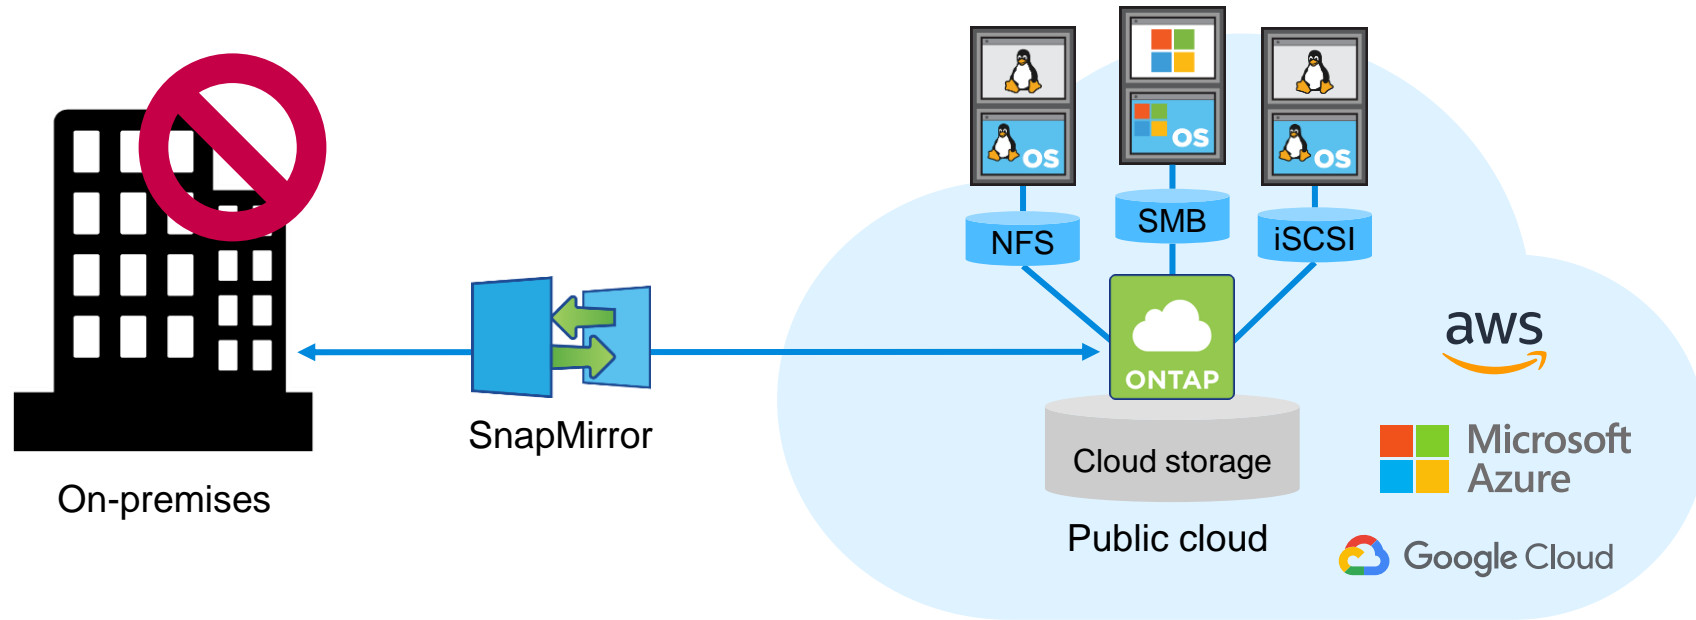 On-premises
SnapMirror
OS
OS
OS
NFS
SMB
iSCSI
ONTAP
Cloud storage
Public cloud
aws
Microsoft
Azure
Google Cloud